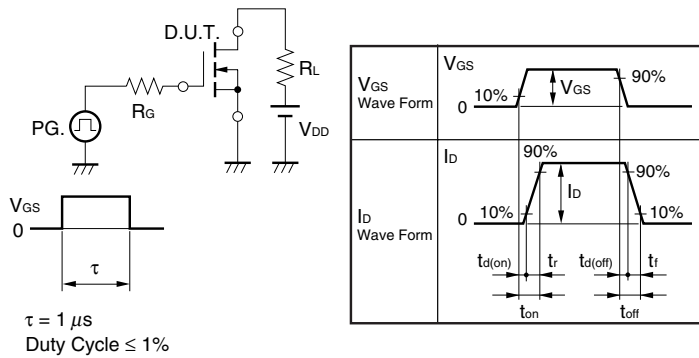 D.U.T.
RL
RG
PG.
VDD
VGS
0
τ
τ = 1 μs
Duty Cycle ≤ 1%
VGS
Wave Form
VGS
10%
0
VGS
90%
ID
Wave Form
ID
90%
90%
ID
0
10%
10%
td(on)
tr
td(off)
tf
ton
toff